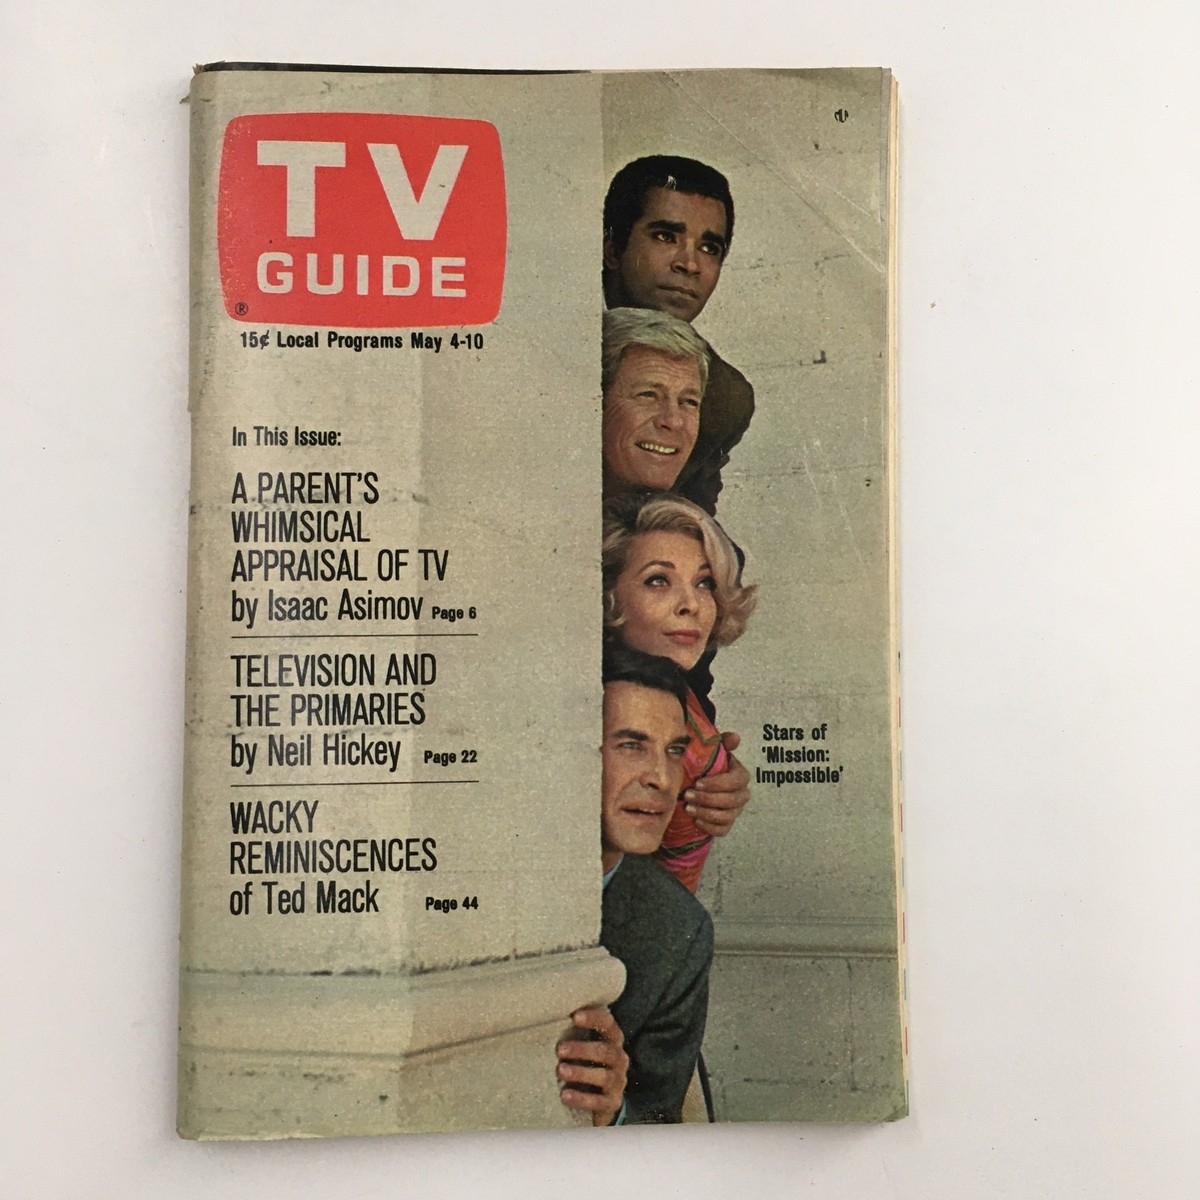 TV
GUIDE
®
15¢ Local Programs May 4-10
In This Issue:
A PARENT'S
WHIMSICAL
APPRAISAL OF TV
by Isaac Asimov Page 6
TELEVISION AND
THE PRIMARIES
by Neil Hickey Page 22
WACKY
REMINISCENCES
of Ted Mack Page 44
Stars of
'Mission:
Impossible'